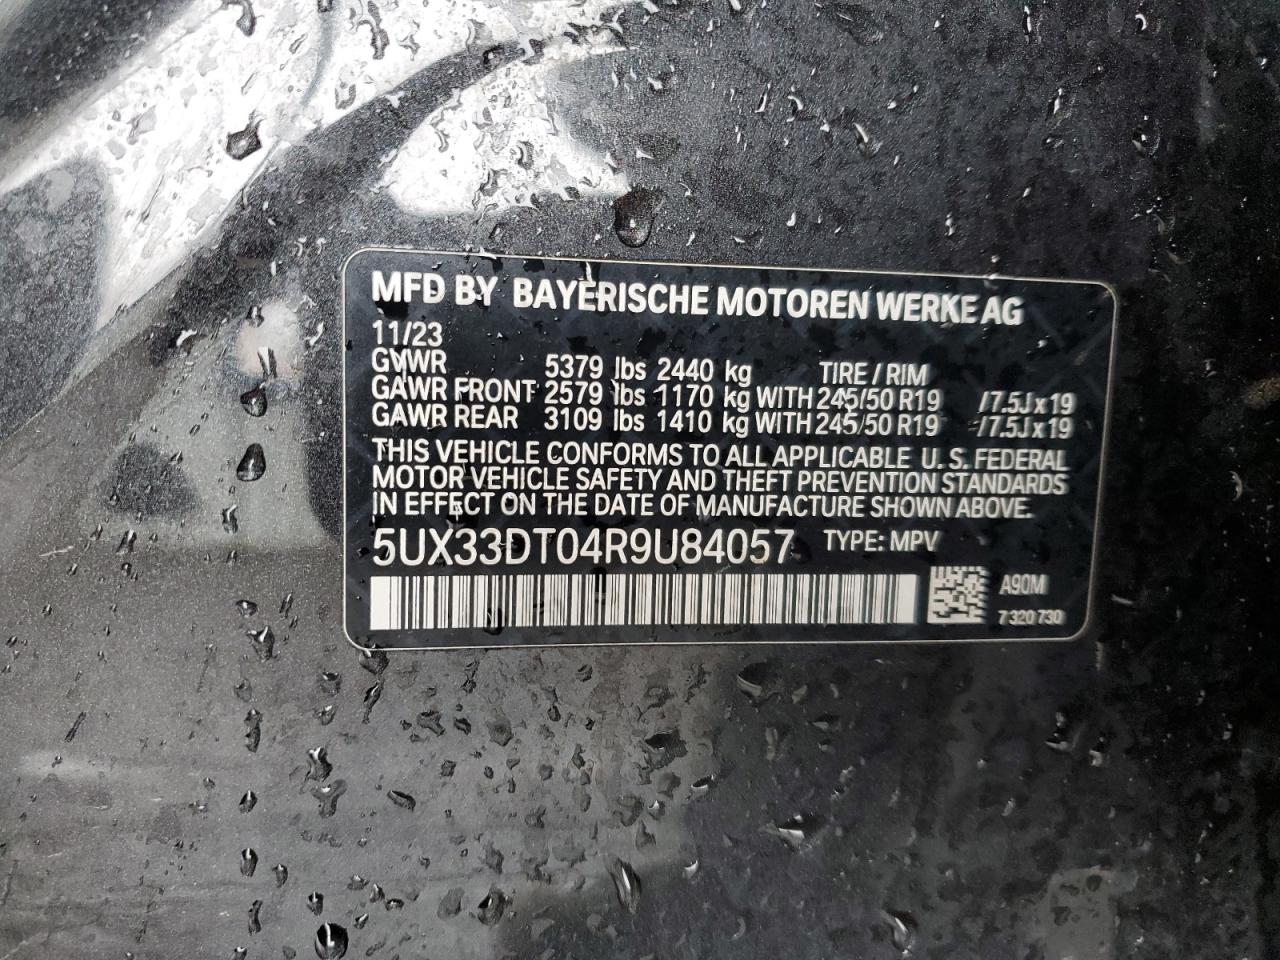 MFD BY BAYERISCHE MOTOREN WERKE AG
11/23
GVWR 5379 lbs 2440 kg TIRE / RIM
GAWR FRONT 2579 lbs 1170 kg WITH 245/50 R19 /7.5J x 19
GAWR REAR 3109 lbs 1410 kg WITH 245/50 R19 /7.5J x 19
THIS VEHICLE CONFORMS TO ALL APPLICABLE U.S. FEDERAL
MOTOR VEHICLE SAFETY AND THEFT PREVENTION STANDARDS
IN EFFECT ON THE DATE OF MANUFACTURE SHOWN ABOVE.
5UX33DT04R9U84057 TYPE: MPV
A90M
7 320 730